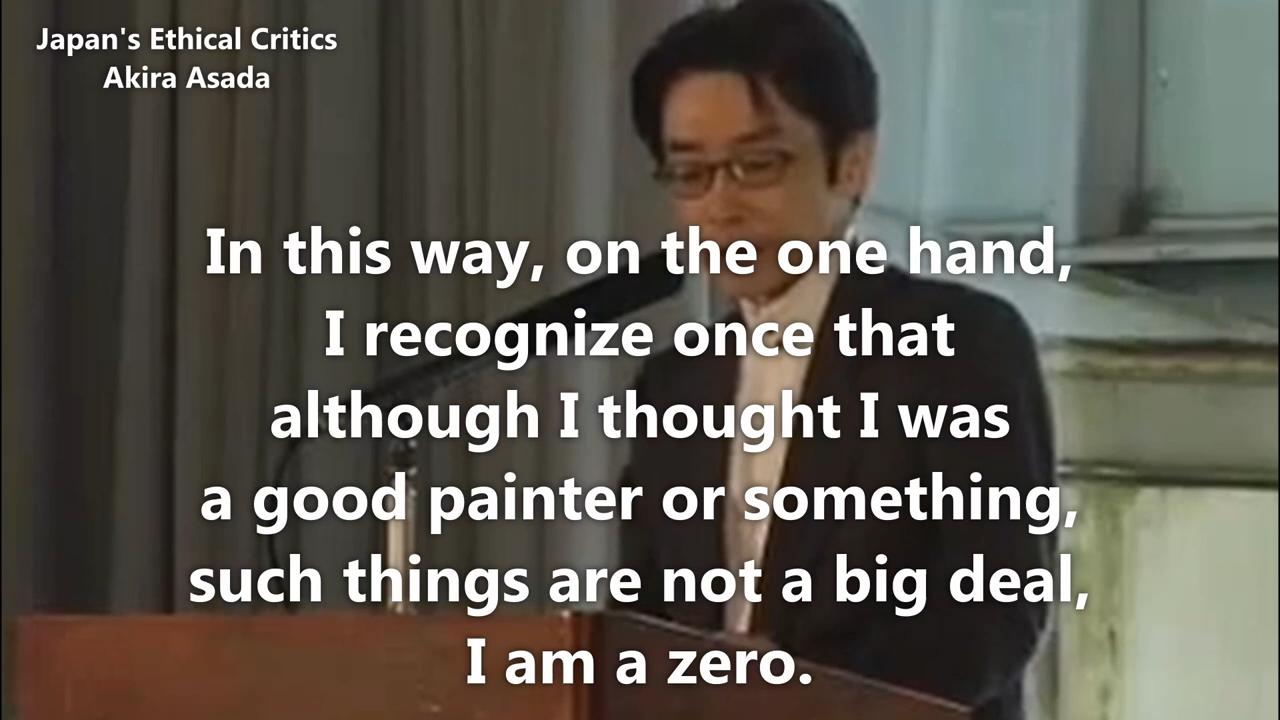 Japan's Ethical Critics
Akira Asada
In this way, on the one hand,
I recognize once that
although I thought I was
a good painter or something,
such things are not a big deal,
I am a zero.